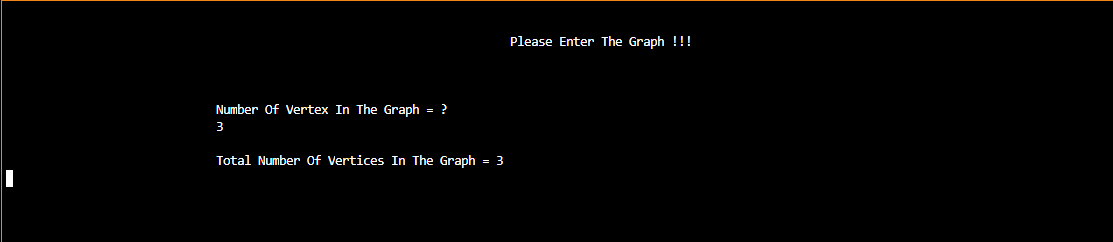 Please Enter The Graph !!!
Number Of Vertex In The Graph = ?
3
Total Number Of Vertices In The Graph = 3